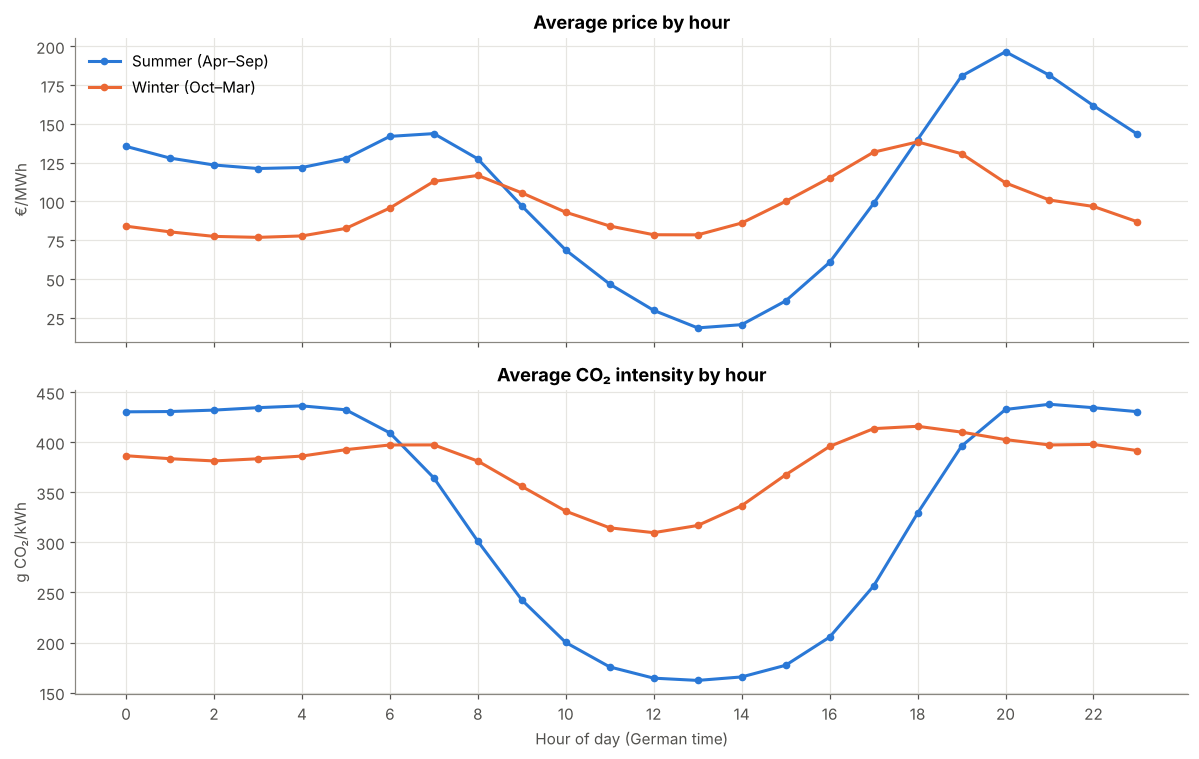 Average price by hour
Summer (Apr–Sep)
Winter (Oct–Mar)
€/MWh
200
175
150
125
100
75
50
25
Average CO₂ intensity by hour
g CO₂/kWh
450
400
350
300
250
200
150
0 2 4 6 8 10 12 14 16 18 20 22
Hour of day (German time)